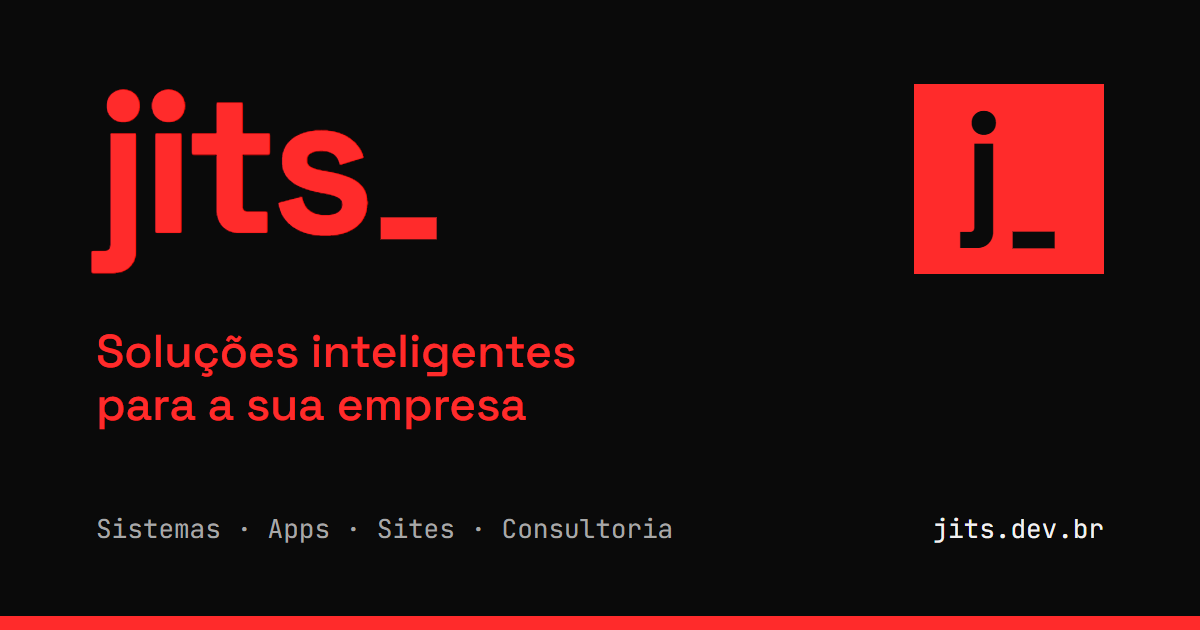 jits_
j_
Soluções inteligentes
para a sua empresa
Sistemas · Apps · Sites · Consultoria
jits.dev.br